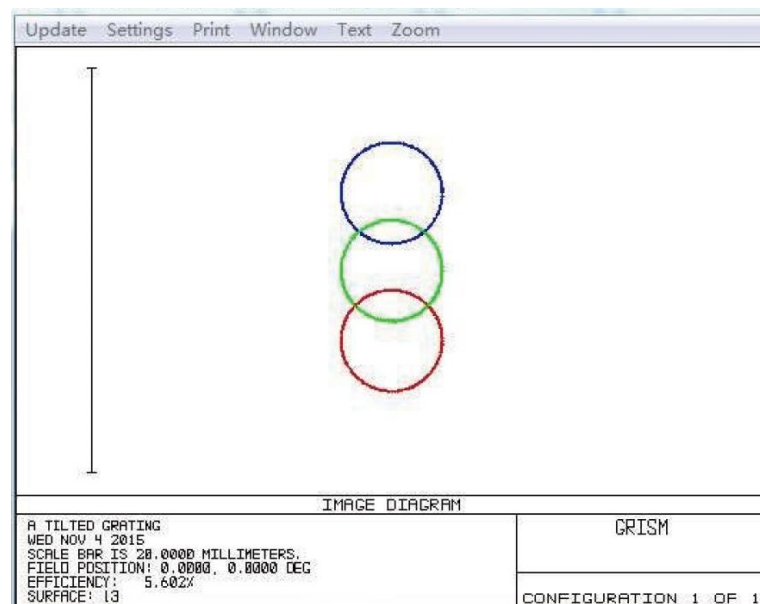 Update Settings Print Window Text Zoom
IMAGE DIAGRAM
A TILTED GRATING
WED NOV 4 2015
SCALE BAR IS 20.0000 MILLIMETERS.
FIELD POSITION: 0.0000, 0.0000 DEG
EFFICIENCY: 5.602%
SURFACE: 13
GRISM
CONFIGURATION 1 OF 1